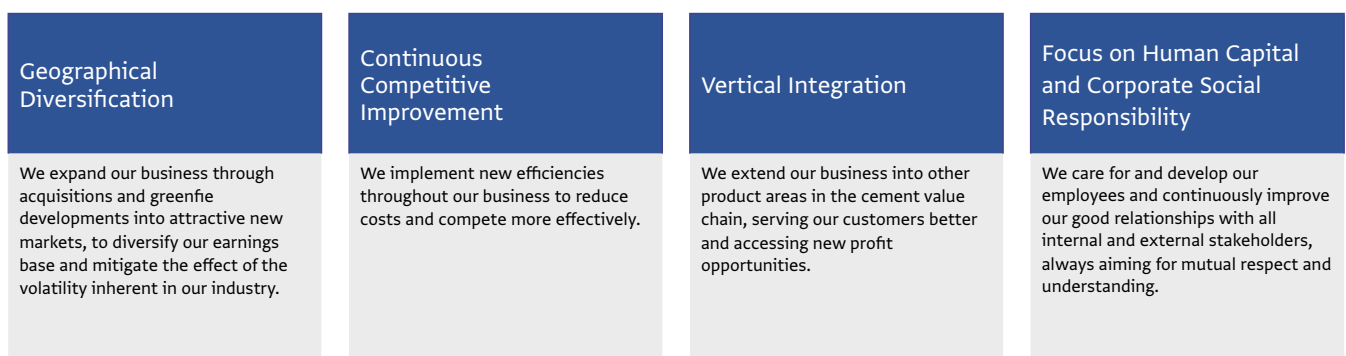 Geographical
Diversification
We expand our business through
acquisitions and greenfie
developments into attractive new
markets, to diversify our earnings
base and mitigate the effect of the
volatility inherent in our industry.
Continuous
Competitive
Improvement
We implement new efficiencies
throughout our business to reduce
costs and compete more effectively.
Vertical Integration
We extend our business into other
product areas in the cement value
chain, serving our customers better
and accessing new profit
opportunities.
Focus on Human Capital
and Corporate Social
Responsibility
We care for and develop our
employees and continuously improve
our good relationships with all
internal and external stakeholders,
always aiming for mutual respect and
understanding.